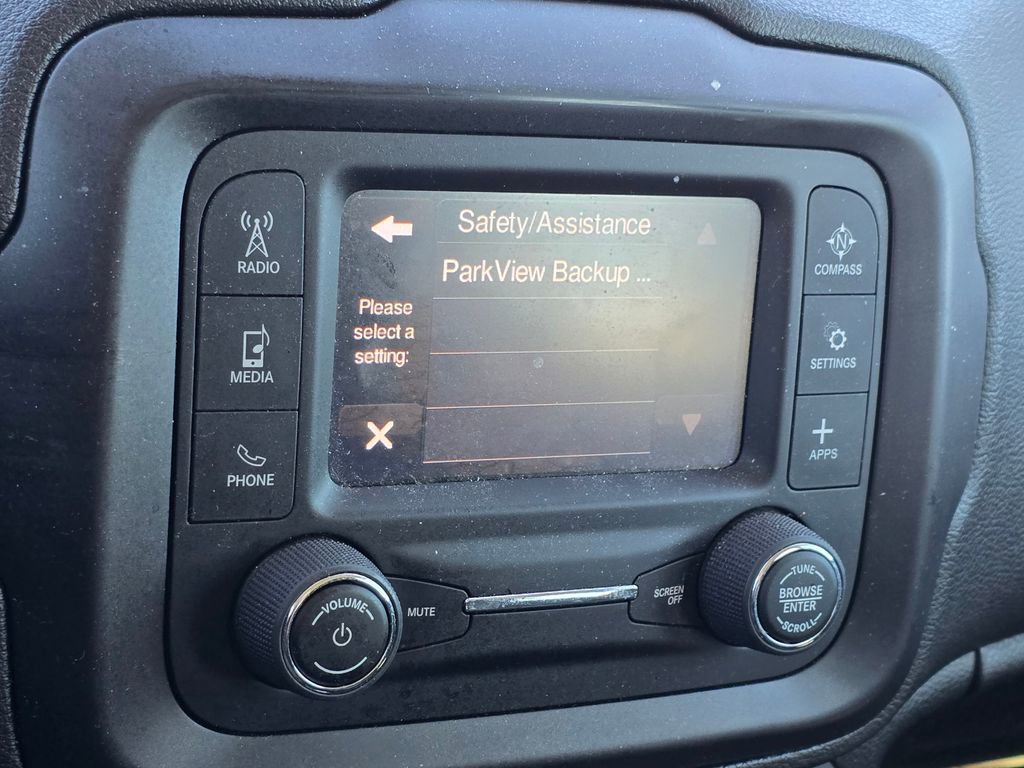 RADIO
MEDIA
PHONE
Safety/Assistance
ParkView Backup ...
Please
select a
setting:
N
COMPASS
SETTINGS
APPS
VOLUME
MUTE
SCREEN
OFF
TUNE
BROWSE
ENTER
SCROLL